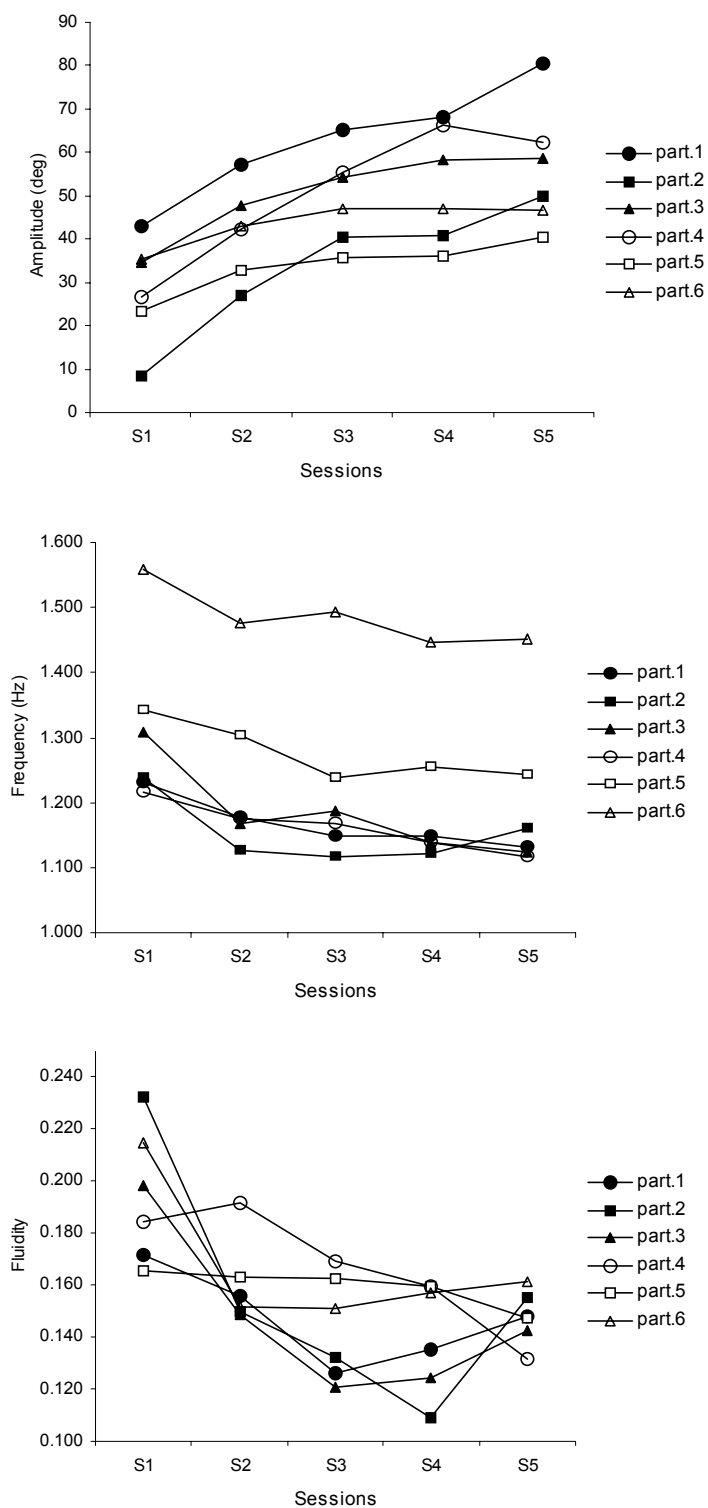 90
80
70
60
50
40
30
20
10
0
Amplitude (deg)
S1 S2 S3 S4 S5
Sessions
part.1
part.2
part.3
part.4
part.5
part.6
1.600
1.500
1.400
1.300
1.200
1.100
1.000
Frequency (Hz)
S1 S2 S3 S4 S5
Sessions
part.1
part.2
part.3
part.4
part.5
part.6
0.240
0.220
0.200
0.180
0.160
0.140
0.120
0.100
Fluidity
S1 S2 S3 S4 S5
Sessions
part.1
part.2
part.3
part.4
part.5
part.6